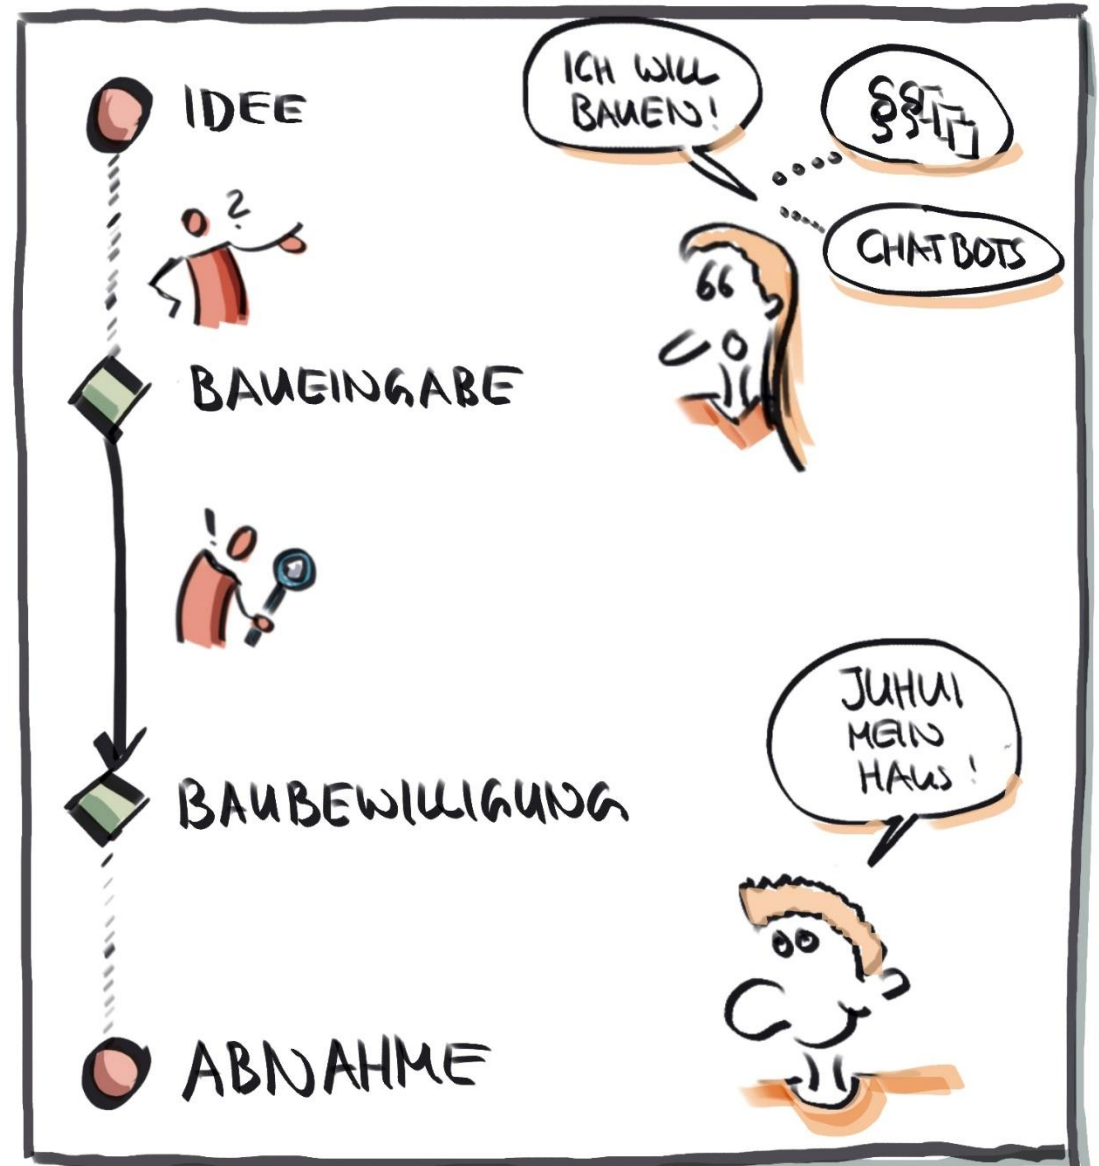 IDEE
ICH WILL
BAUEN!
§§
CHATBOTS
?
BAUEINGABE
!
JUHUI
MEIN
HAUS!
BAUBEWILLIGUNG
ABNAHME